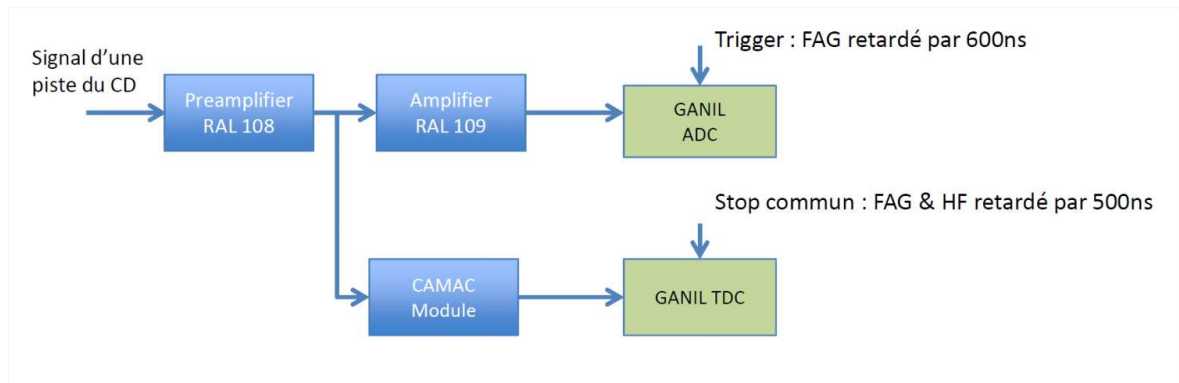 Trigger : FAG retardé par 600ns
Signal d'une
piste du CD
Preamplifier
RAL 108
Amplifier
RAL 109
GANIL
ADC
Stop commun : FAG & HF retardé par 500ns
CAMAC
Module
GANIL TDC